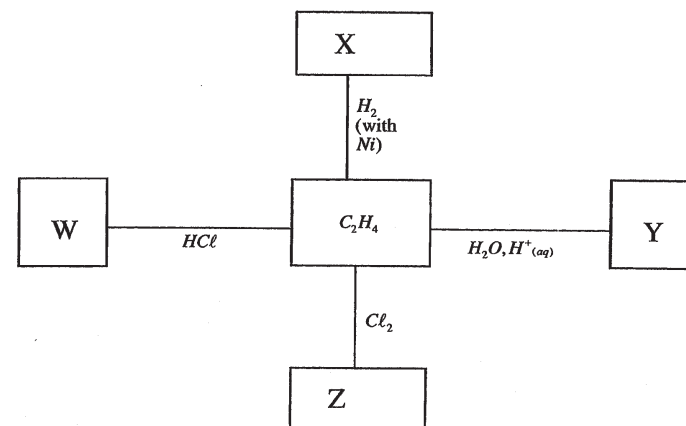 X
H₂
(with
Ni)
W
HCℓ
C₂H₄
H₂O, H⁺(aq)
Y
Cℓ₂
Z